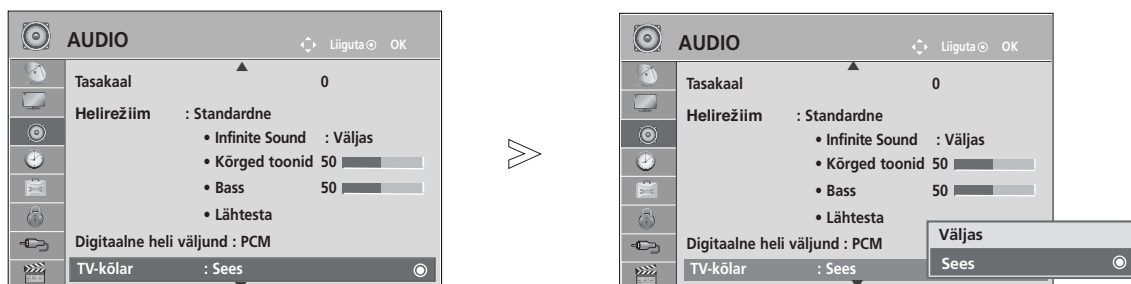 AUDIO Liiguta OK
Tasakaal 0
Helirežiim : Standardne
• Infinite Sound : Väljas
• Kõrged toonid 50
• Bass 50
• Lähtesta
Digitaalne heli väljund : PCM
TV-kõlar : Sees
AUDIO Liiguta OK
Tasakaal 0
Helirežiim : Standardne
• Infinite Sound : Väljas
• Kõrged toonid 50
• Bass 50
• Lähtesta
Digitaalne heli väljund : PCM
TV-kõlar : Sees
Väljas
Sees